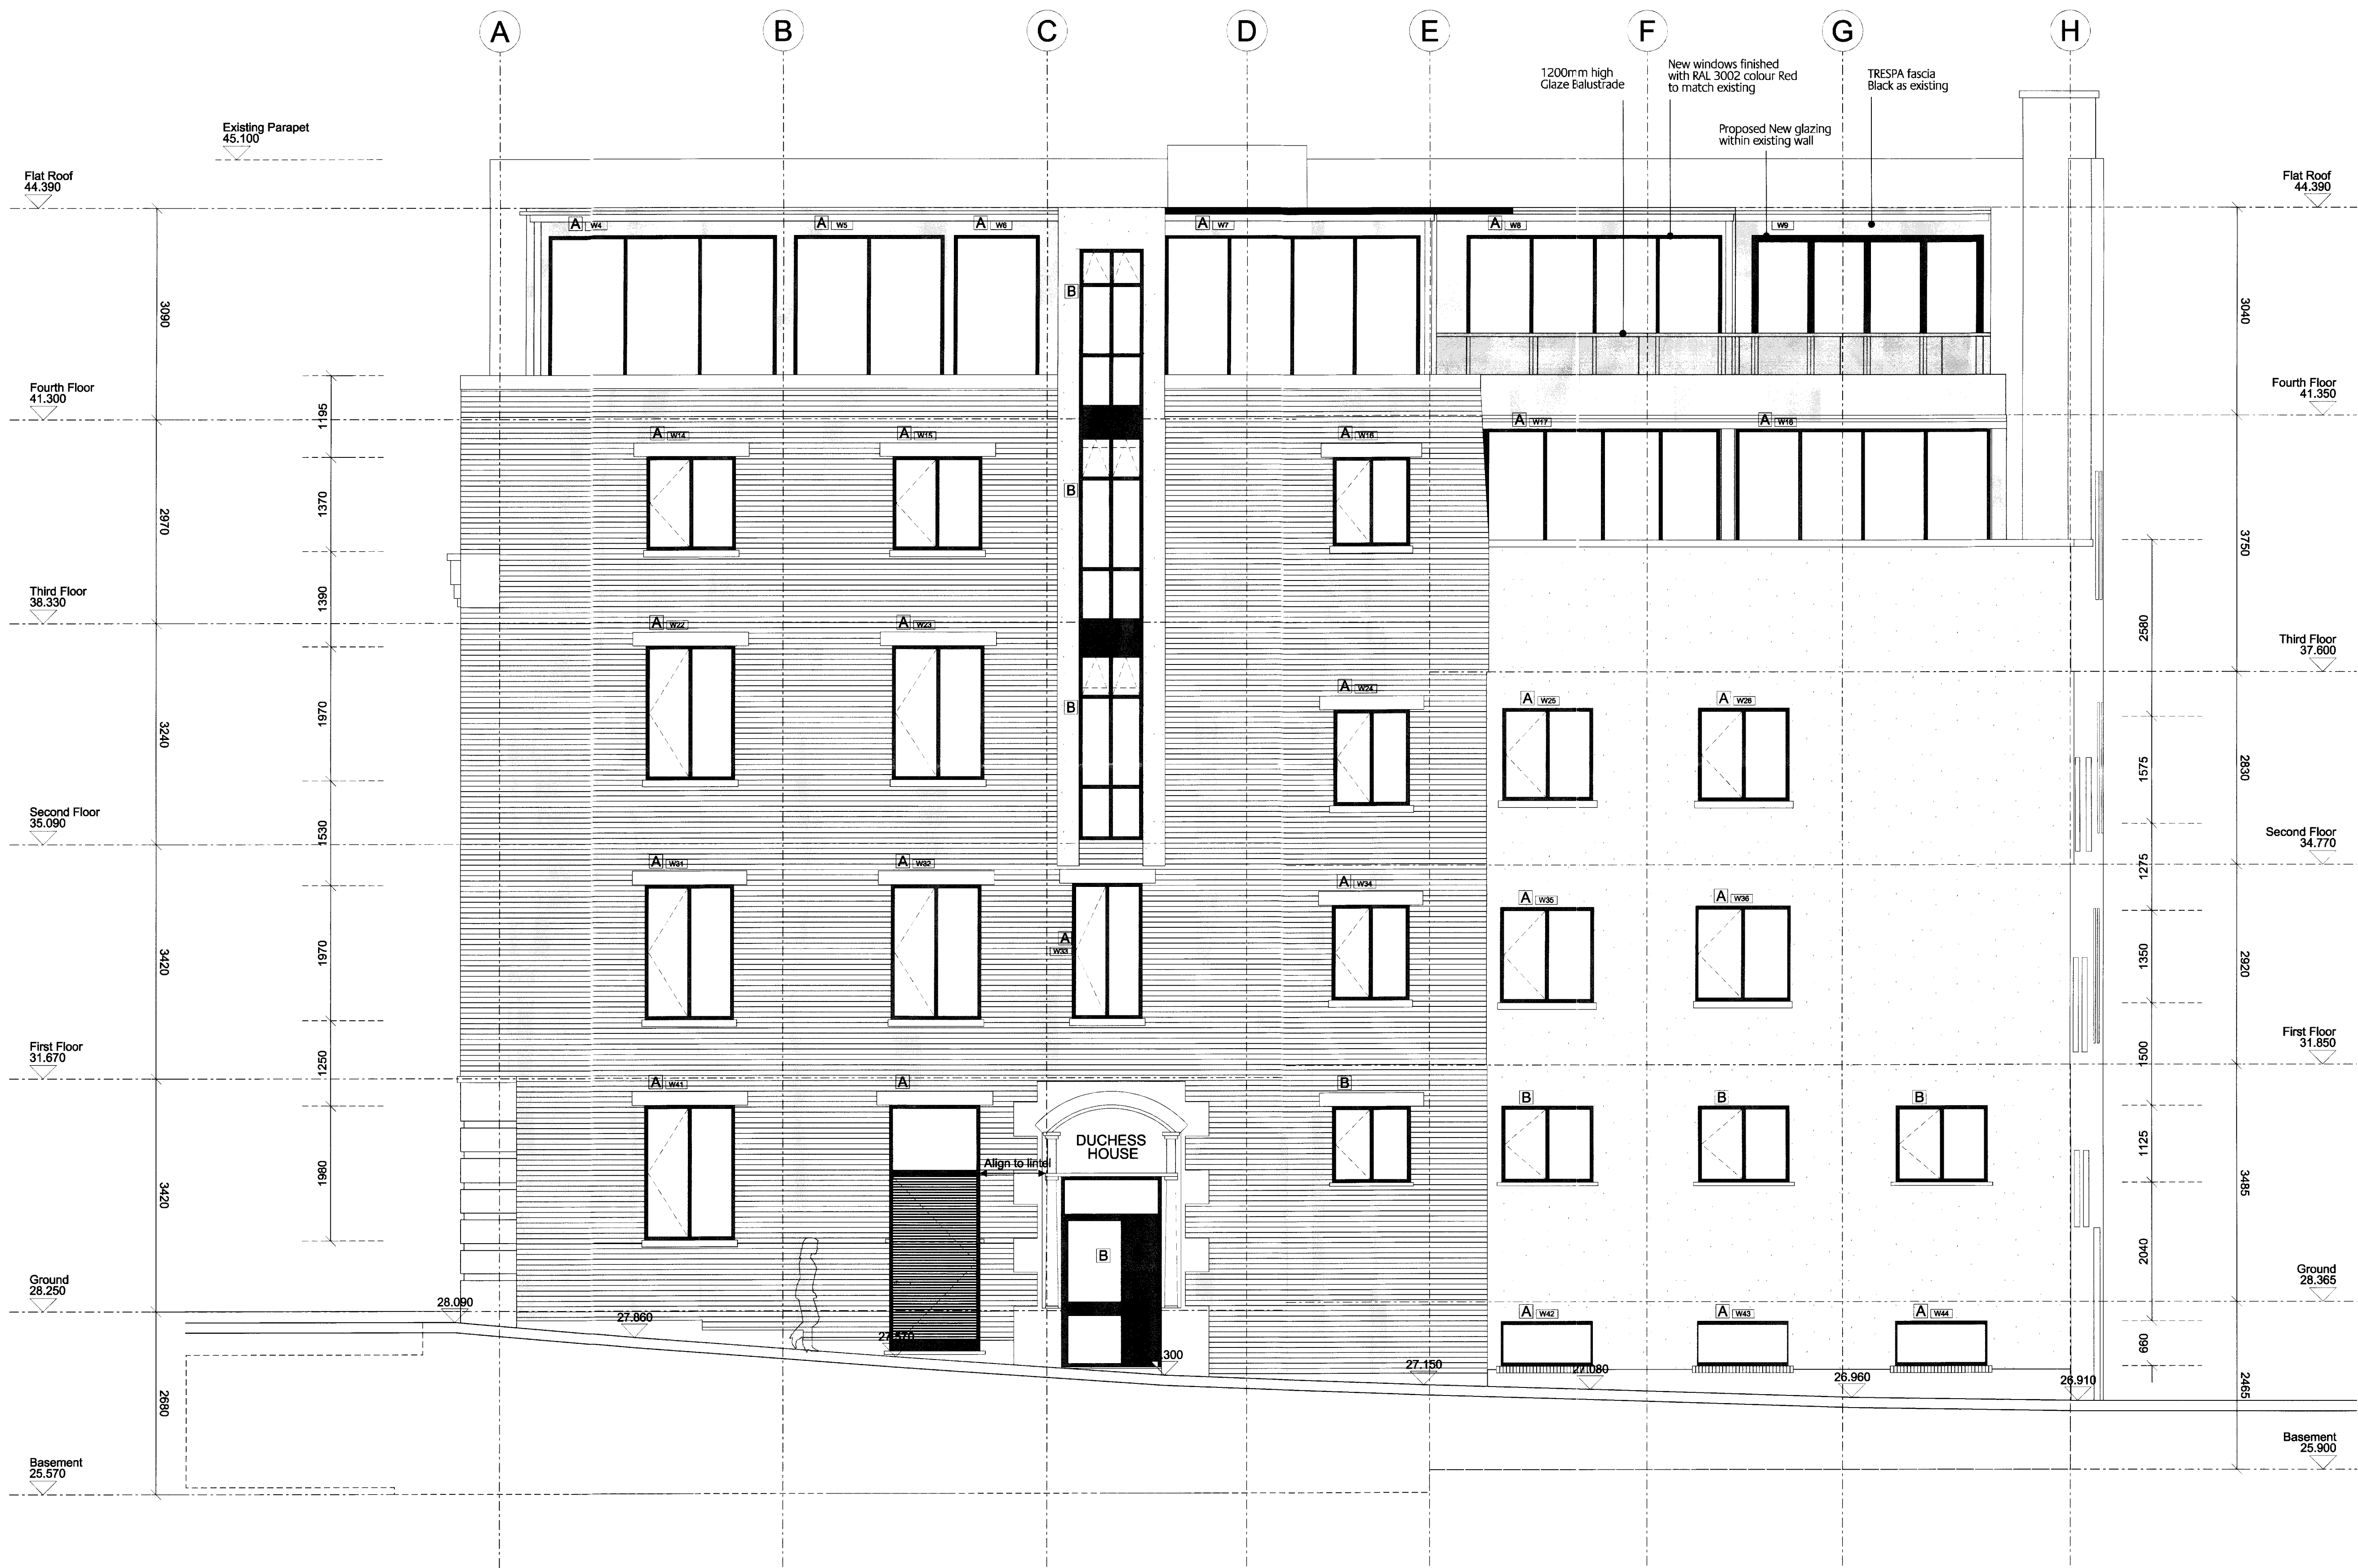 A B C D E F G H
1200mm high
Glaze Balustrade
New windows finished
with RAL 3002 colour Red
to match existing
TRESPA fascia
Black as existing
Proposed New glazing
within existing wall
Existing Parapet
45.100
Flat Roof
44.390
Flat Roof
44.390
A W4
A W5
A W6
A W7
A W8
W9
B
3090
3040
Fourth Floor
41.300
Fourth Floor
41.350
1195
A W14
A W15
A W16
A W17
A W18
B
1370
2970
3750
1390
Third Floor
38.330
Third Floor
37.600
2580
A W22
A W23
A W24
A W25
A
B
1970
3240
1575
2830
1530
Second Floor
35.090
Second Floor
34.770
1275
A W31
A W32
A W33
A W34
A W35
A W36
1970
3420
1350
2920
1250
First Floor
31.670
First Floor
31.850
1500
A W41
A
B
B
B
B
DUCHESS
HOUSE
Align to lintel
1980
3420
1125
3485
B
2040
Ground
28.250
Ground
28.365
28.090
27.860
27.570
.300
27.150
27.080
26.960
26.910
A W42
A W43
A W44
660
2680
2465
Basement
25.570
Basement
25.900